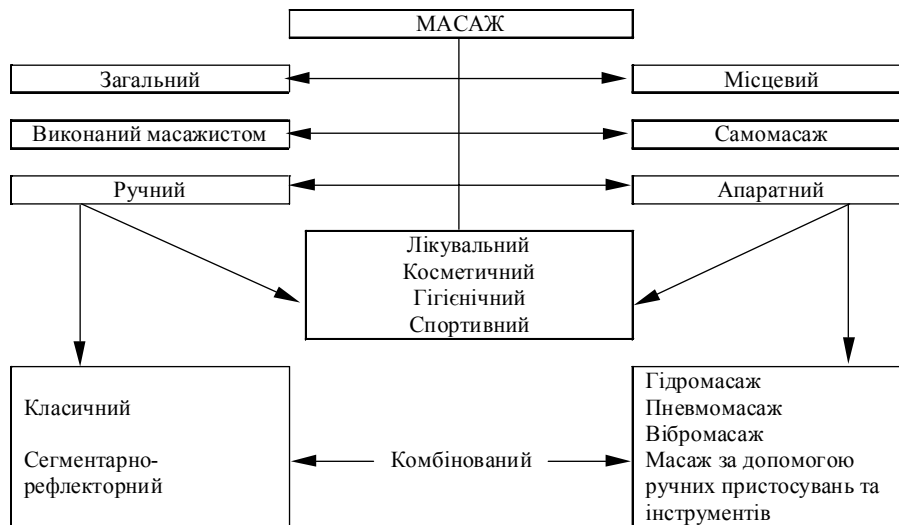 МАСАЖ
Загальний
Місцевий
Виконаний масажистом
Самомасаж
Ручний
Апаратний
Лікувальний
Косметичний
Гігієнічний
Спортивний
Класичний
Сегментарно-
рефлекторний
Комбінований
Гідромасаж
Пневмомасаж
Вібромасаж
Масаж за допомогою
ручних пристосувань та
інструментів